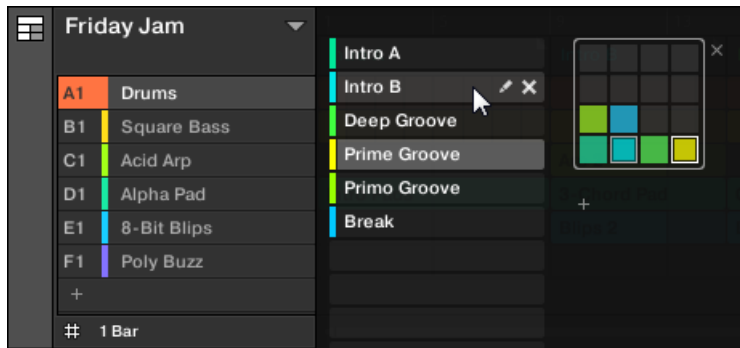 Friday Jam
A1 Drums
B1 Square Bass
C1 Acid Arp
D1 Alpha Pad
E1 8-Bit Blips
F1 Poly Buzz
+
1 Bar
Intro A
Intro B
Deep Groove
Prime Groove
Primo Groove
Break
+